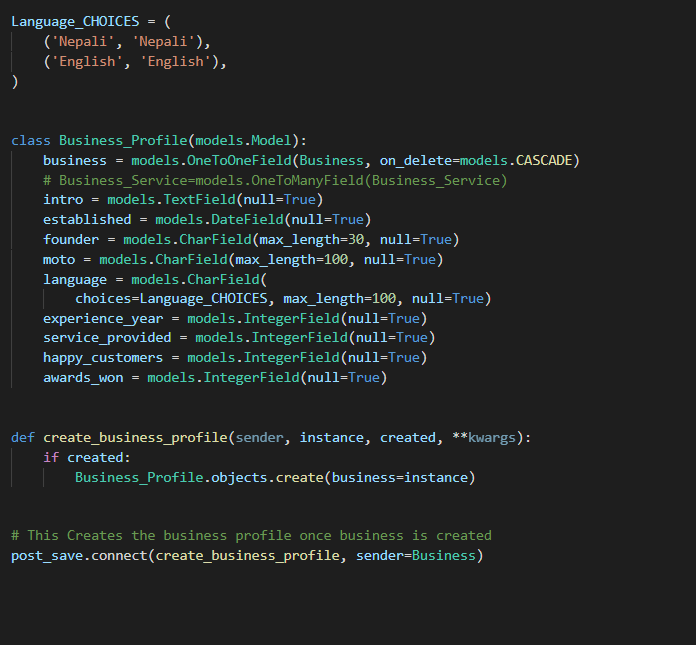 Language_CHOICES = (
    ('Nepali', 'Nepali'),
    ('English', 'English'),
)
class Business_Profile(models.Model):
    business = models.OneToOneField(Business, on_delete=models.CASCADE)
    # Business_Service=models.OneToManyField(Business_Service)
    intro = models.TextField(null=True)
    established = models.DateField(null=True)
    founder = models.CharField(max_length=30, null=True)
    moto = models.CharField(max_length=100, null=True)
    language = models.CharField(
        choices=Language_CHOICES, max_length=100, null=True)
    experience_year = models.IntegerField(null=True)
    service_provided = models.IntegerField(null=True)
    happy_customers = models.IntegerField(null=True)
    awards_won = models.IntegerField(null=True)
def create_business_profile(sender, instance, created, **kwargs):
    if created:
        Business_Profile.objects.create(business=instance)
# This Creates the business profile once business is created
post_save.connect(create_business_profile, sender=Business)